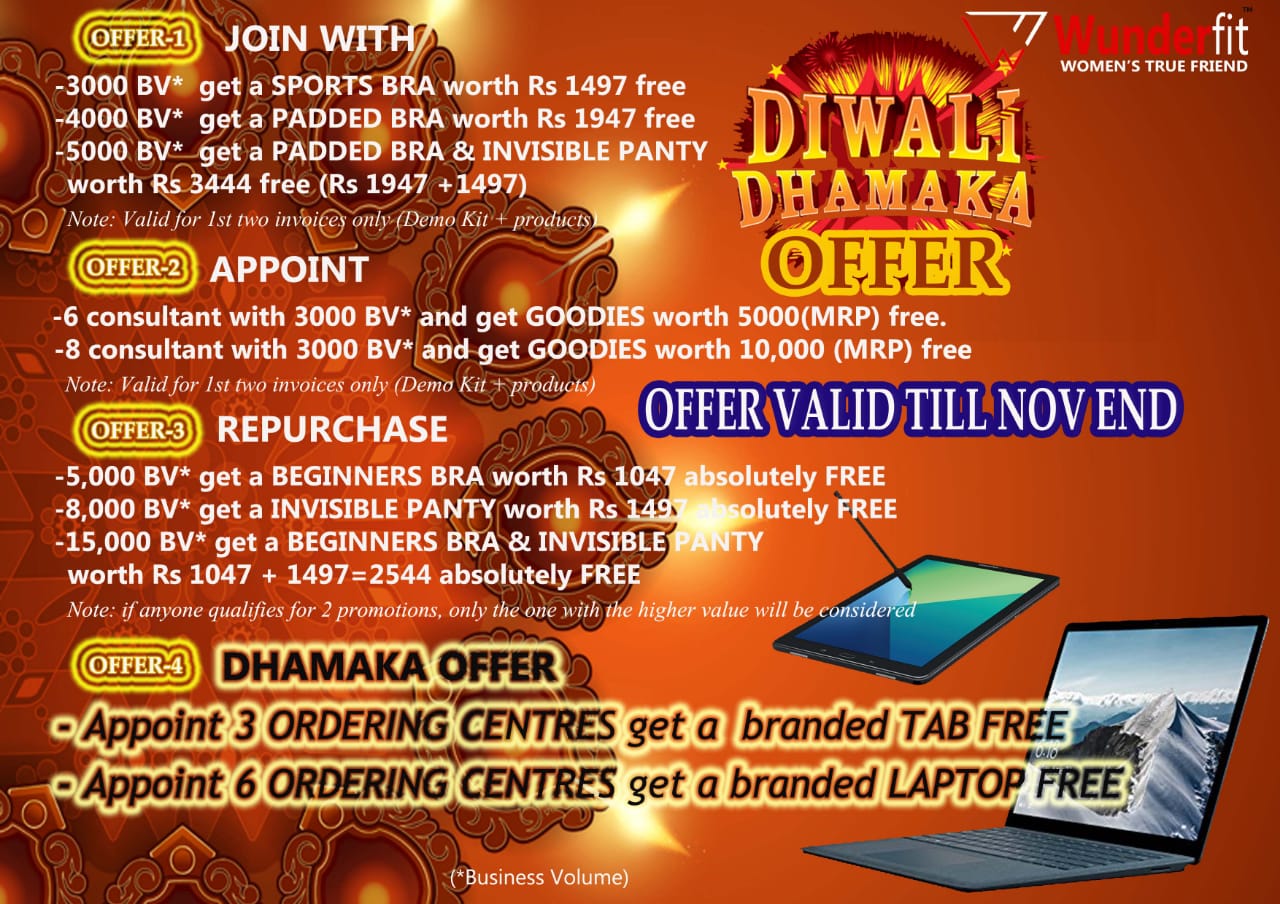 OFFER-1 JOIN WITH
-3000 BV* get a SPORTS BRA worth Rs 1497 free
-4000 BV* get a PADDED BRA worth Rs 1947 free
-5000 BV* get a PADDED BRA & INVISIBLE PANTY
worth Rs 3444 free (Rs 1947 +1497)
Note: Valid for 1st two invoices only (Demo Kit + products)
Wunderfit™
WOMEN'S TRUE FRIEND
DIWALI
DHAMAKA
OFFER
OFFER-2 APPOINT
-6 consultant with 3000 BV* and get GOODIES worth 5000(MRP) free.
-8 consultant with 3000 BV* and get GOODIES worth 10,000 (MRP) free
Note: Valid for 1st two invoices only (Demo Kit + products)
OFFER VALID TILL NOV END
OFFER-3 REPURCHASE
-5,000 BV* get a BEGINNERS BRA worth Rs 1047 absolutely FREE
-8,000 BV* get a INVISIBLE PANTY worth Rs 1497 absolutely FREE
-15,000 BV* get a BEGINNERS BRA & INVISIBLE PANTY
worth Rs 1047 + 1497=2544 absolutely FREE
Note: if anyone qualifies for 2 promotions, only the one with the higher value will be considered
OFFER-4 DHAMAKA OFFER
- Appoint 3 ORDERING CENTRES get a branded TAB FREE
- Appoint 6 ORDERING CENTRES get a branded LAPTOP FREE
(*Business Volume)